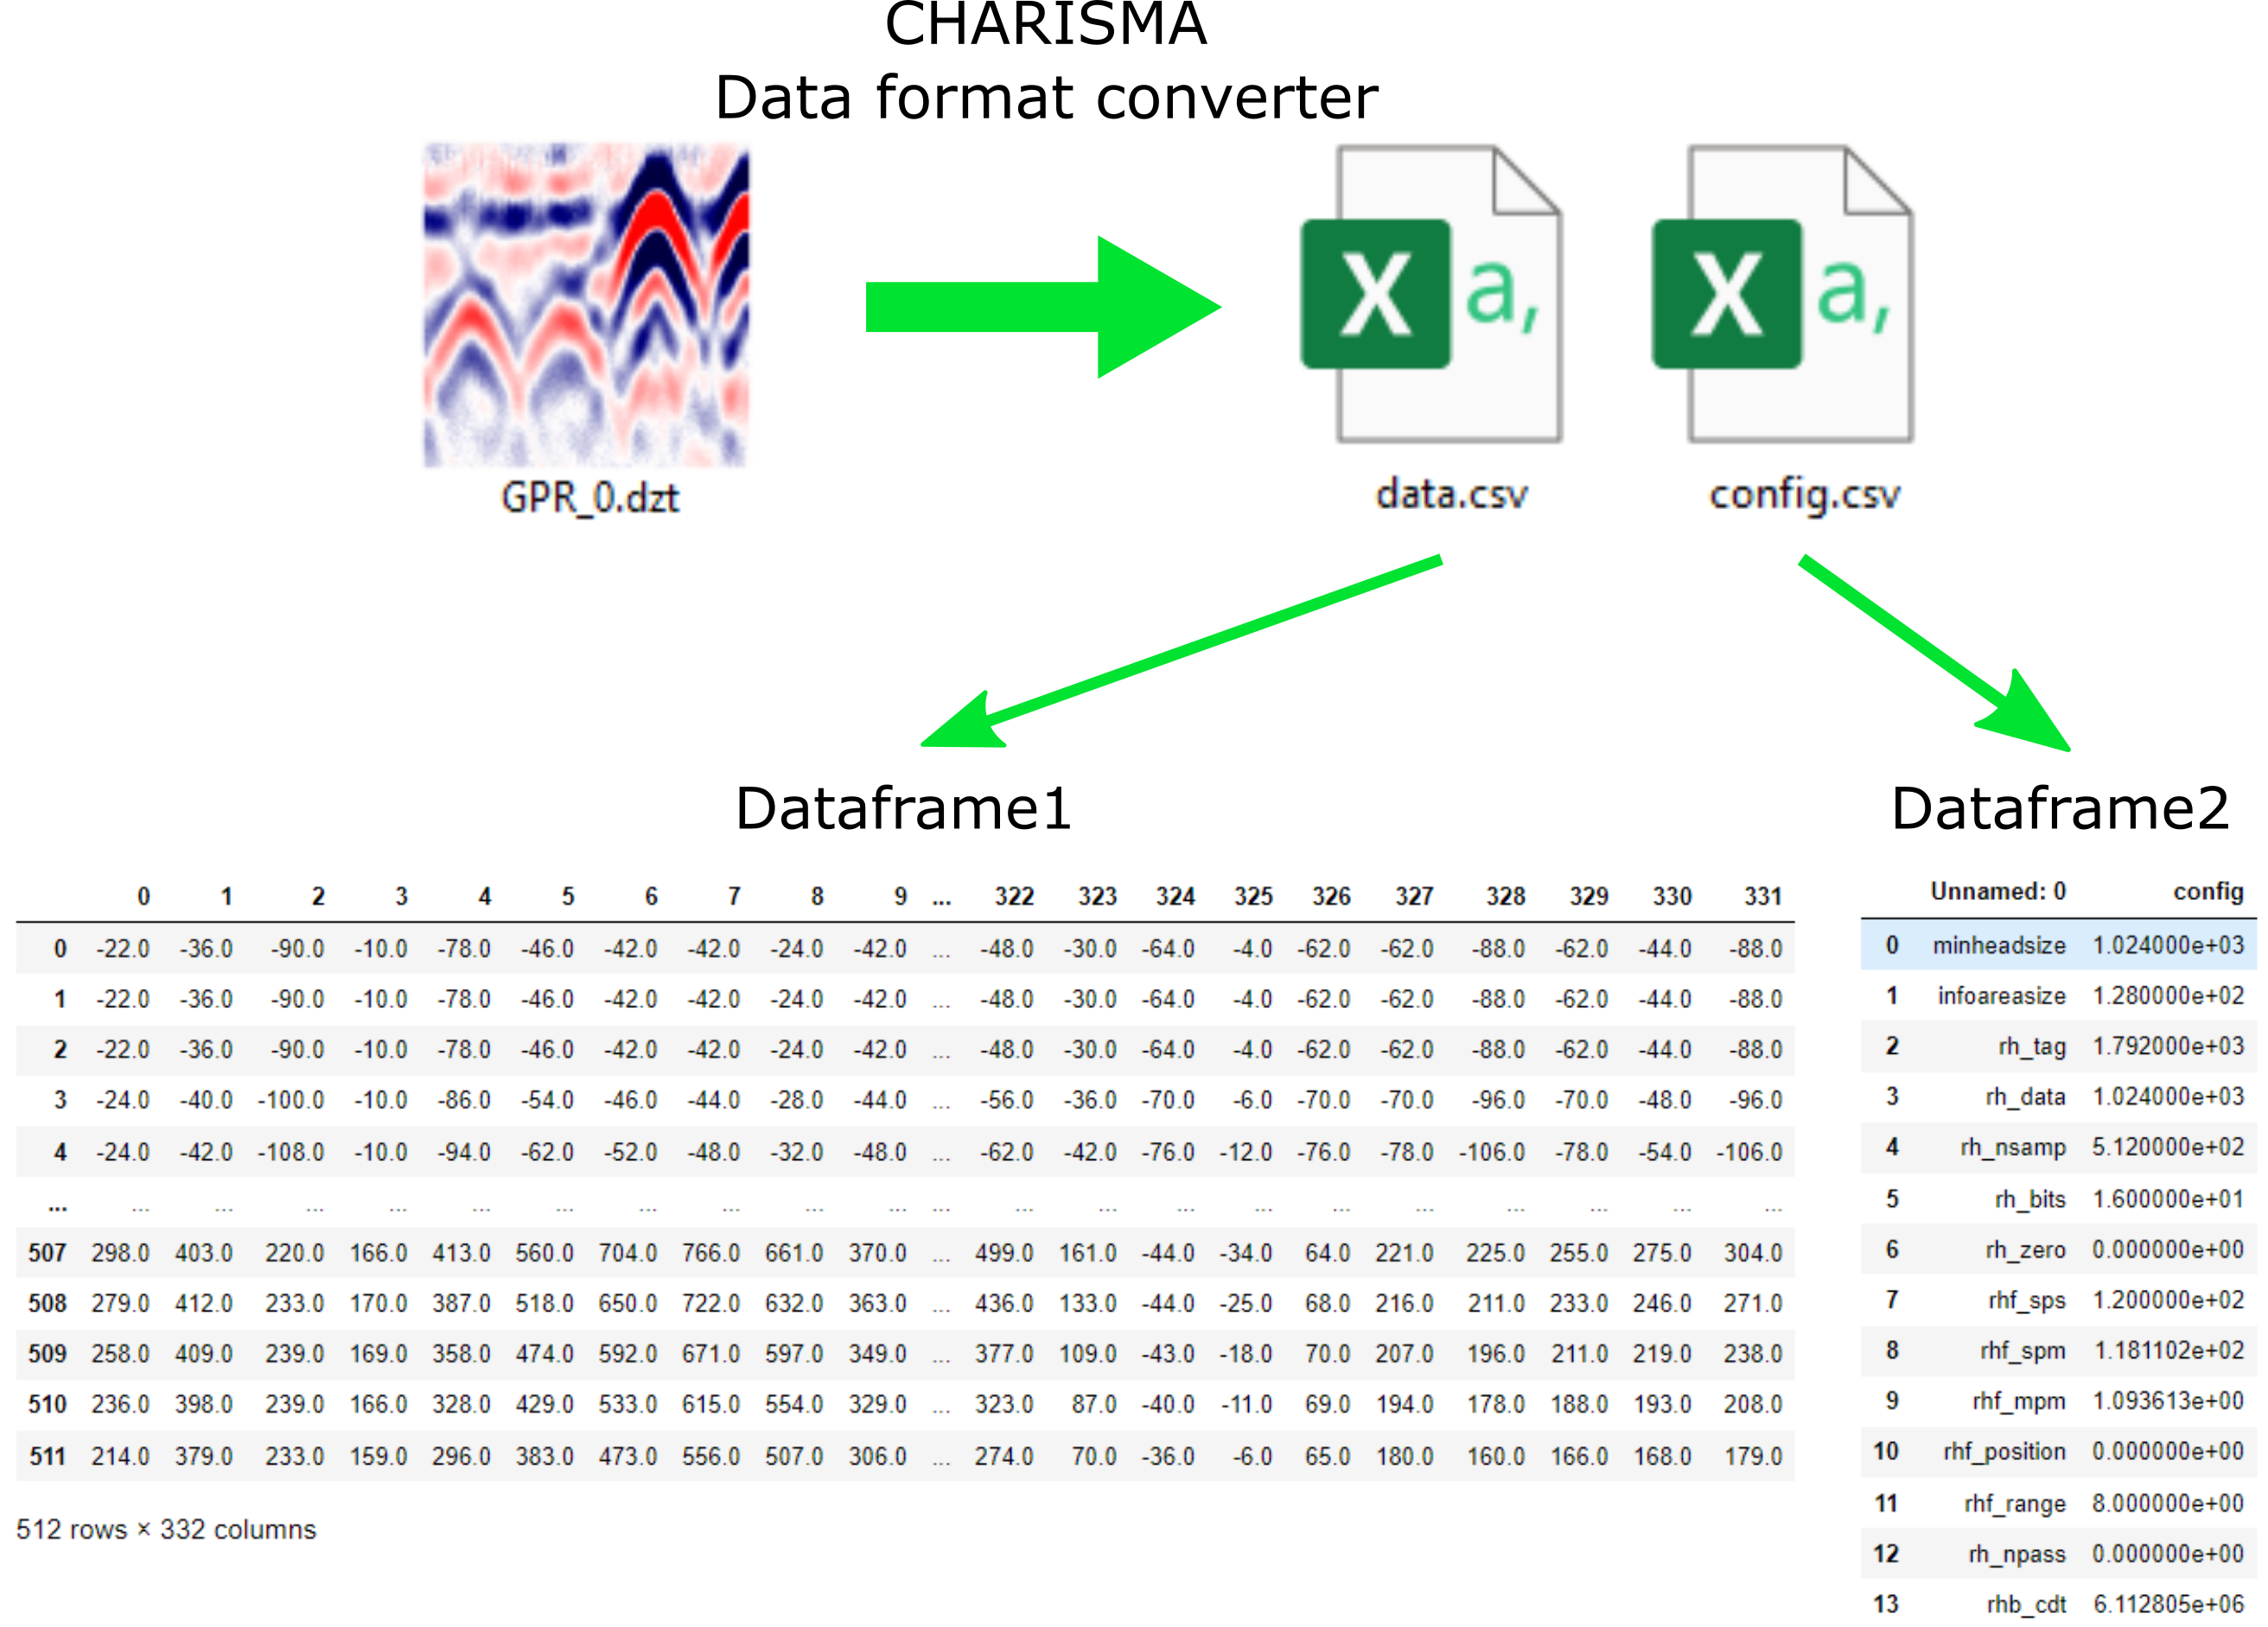 CHARISMA
Data format converter
X a,
X a,
GPR_0.dzt
data.csv
config.csv
Dataframe1
Dataframe2
0 1 2 3 4 5 6 7 8 9 ... 322 323 324 325 326 327 328 329 330 331
0 -22.0 -36.0 -90.0 -10.0 -78.0 -46.0 -42.0 -42.0 -24.0 -42.0 ... -48.0 -30.0 -64.0 -4.0 -62.0 -62.0 -88.0 -62.0 -44.0 -88.0
1 -22.0 -36.0 -90.0 -10.0 -78.0 -46.0 -42.0 -42.0 -24.0 -42.0 ... -48.0 -30.0 -64.0 -4.0 -62.0 -62.0 -88.0 -62.0 -44.0 -88.0
2 -22.0 -36.0 -90.0 -10.0 -78.0 -46.0 -42.0 -42.0 -24.0 -42.0 ... -48.0 -30.0 -64.0 -4.0 -62.0 -62.0 -88.0 -62.0 -44.0 -88.0
3 -24.0 -40.0 -100.0 -10.0 -86.0 -54.0 -46.0 -44.0 -28.0 -44.0 ... -56.0 -36.0 -70.0 -6.0 -70.0 -70.0 -96.0 -70.0 -48.0 -96.0
4 -24.0 -42.0 -108.0 -10.0 -94.0 -62.0 -52.0 -48.0 -32.0 -48.0 ... -62.0 -42.0 -76.0 -12.0 -76.0 -78.0 -106.0 -78.0 -54.0 -106.0
... ... ... ... ... ... ... ... ... ... ... ... ... ... ... ... ... ... ... ... ... ...
507 298.0 403.0 220.0 166.0 413.0 560.0 704.0 766.0 661.0 370.0 ... 499.0 161.0 -44.0 -34.0 64.0 221.0 225.0 255.0 275.0 304.0
508 279.0 412.0 233.0 170.0 387.0 518.0 650.0 722.0 632.0 363.0 ... 436.0 133.0 -44.0 -25.0 68.0 216.0 211.0 233.0 246.0 271.0
509 258.0 409.0 239.0 169.0 358.0 474.0 592.0 671.0 597.0 349.0 ... 377.0 109.0 -43.0 -18.0 70.0 207.0 196.0 211.0 219.0 238.0
510 236.0 398.0 239.0 166.0 328.0 429.0 533.0 615.0 554.0 329.0 ... 323.0 87.0 -40.0 -11.0 69.0 194.0 178.0 188.0 193.0 208.0
511 214.0 379.0 233.0 159.0 296.0 383.0 473.0 556.0 507.0 306.0 ... 274.0 70.0 -36.0 -6.0 65.0 180.0 160.0 166.0 168.0 179.0
512 rows × 332 columns
Unnamed: 0 config
0 minheadsize 1.024000e+03
1 infoareasize 1.280000e+02
2 rh_tag 1.792000e+03
3 rh_data 1.024000e+03
4 rh_nsamp 5.120000e+02
5 rh_bits 1.600000e+01
6 rh_zero 0.000000e+00
7 rhf_sps 1.200000e+02
8 rhf_spm 1.181102e+02
9 rhf_mpm 1.093613e+00
10 rhf_position 0.000000e+00
11 rhf_range 8.000000e+00
12 rh_npass 0.000000e+00
13 rhb_cdt 6.112805e+06